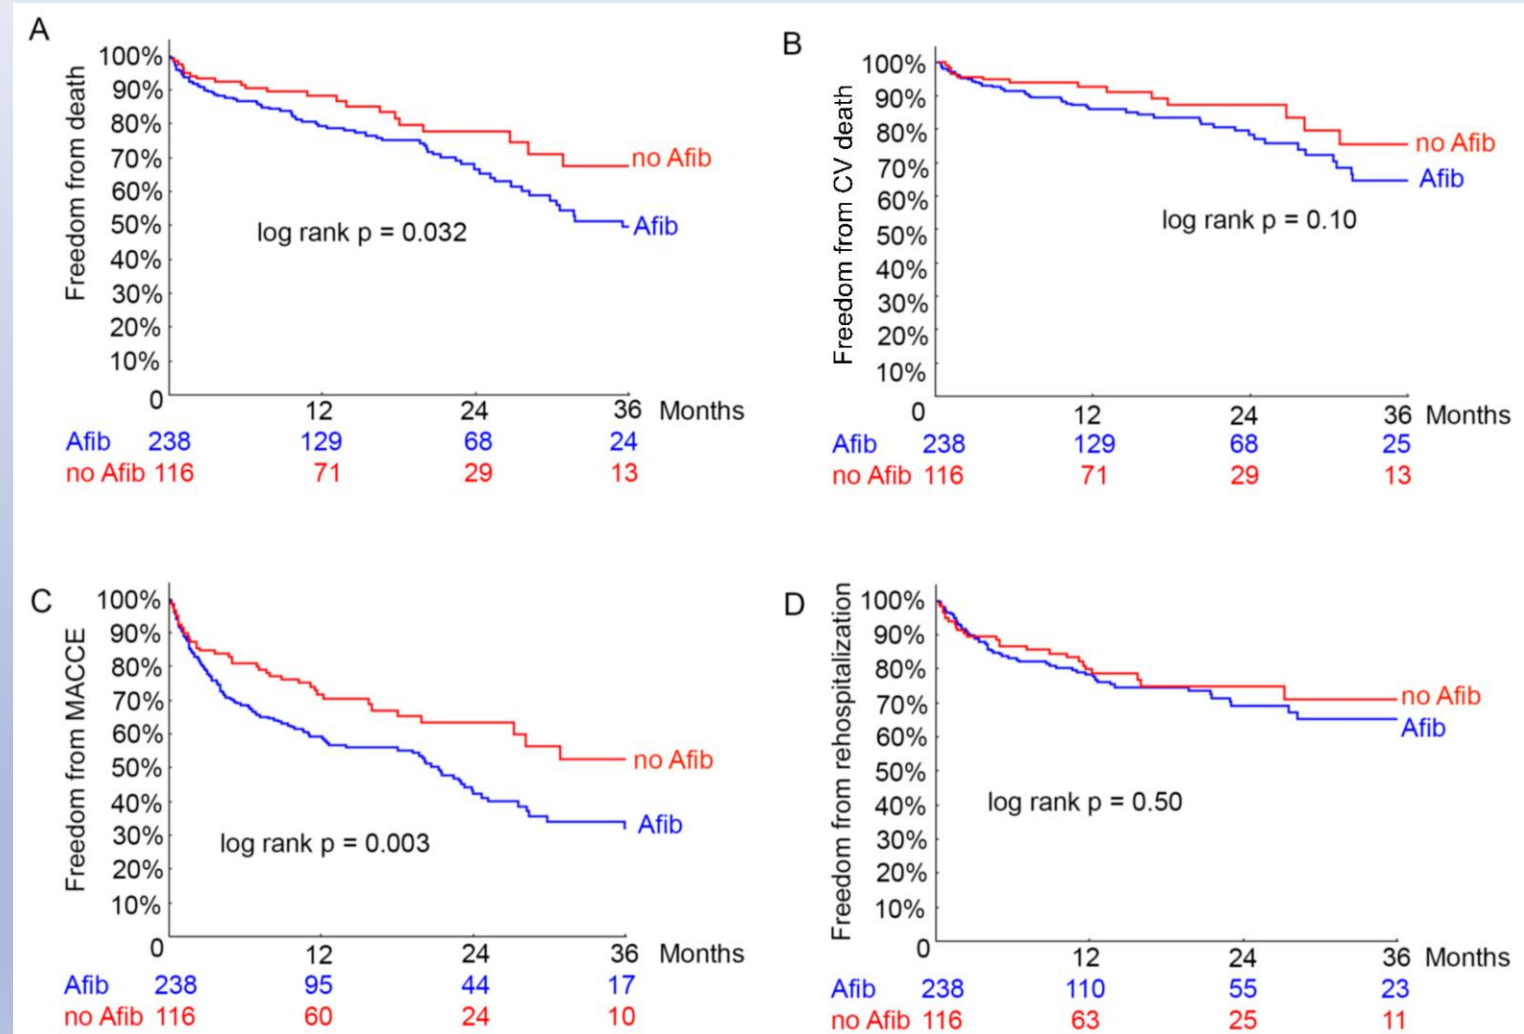 A
Freedom from death
100%
90%
80%
70%
60%
50%
40%
30%
20%
10%
0
no Afib
Afib
log rank p = 0.032
12 24 36 Months
Afib 238 129 68 24
no Afib 116 71 29 13
B
Freedom from CV death
100%
90%
80%
70%
60%
50%
40%
30%
20%
10%
0
no Afib
Afib
log rank p = 0.10
12 24 36 Months
Afib 238 129 68 25
no Afib 116 71 29 13
C
Freedom from MACCE
100%
90%
80%
70%
60%
50%
40%
30%
20%
10%
0
no Afib
Afib
log rank p = 0.003
12 24 36 Months
Afib 238 95 44 17
no Afib 116 60 24 10
D
Freedom from rehospitalization
100%
90%
80%
70%
60%
50%
40%
30%
20%
10%
0
no Afib
Afib
log rank p = 0.50
12 24 36 Months
Afib 238 110 55 23
no Afib 116 63 25 11